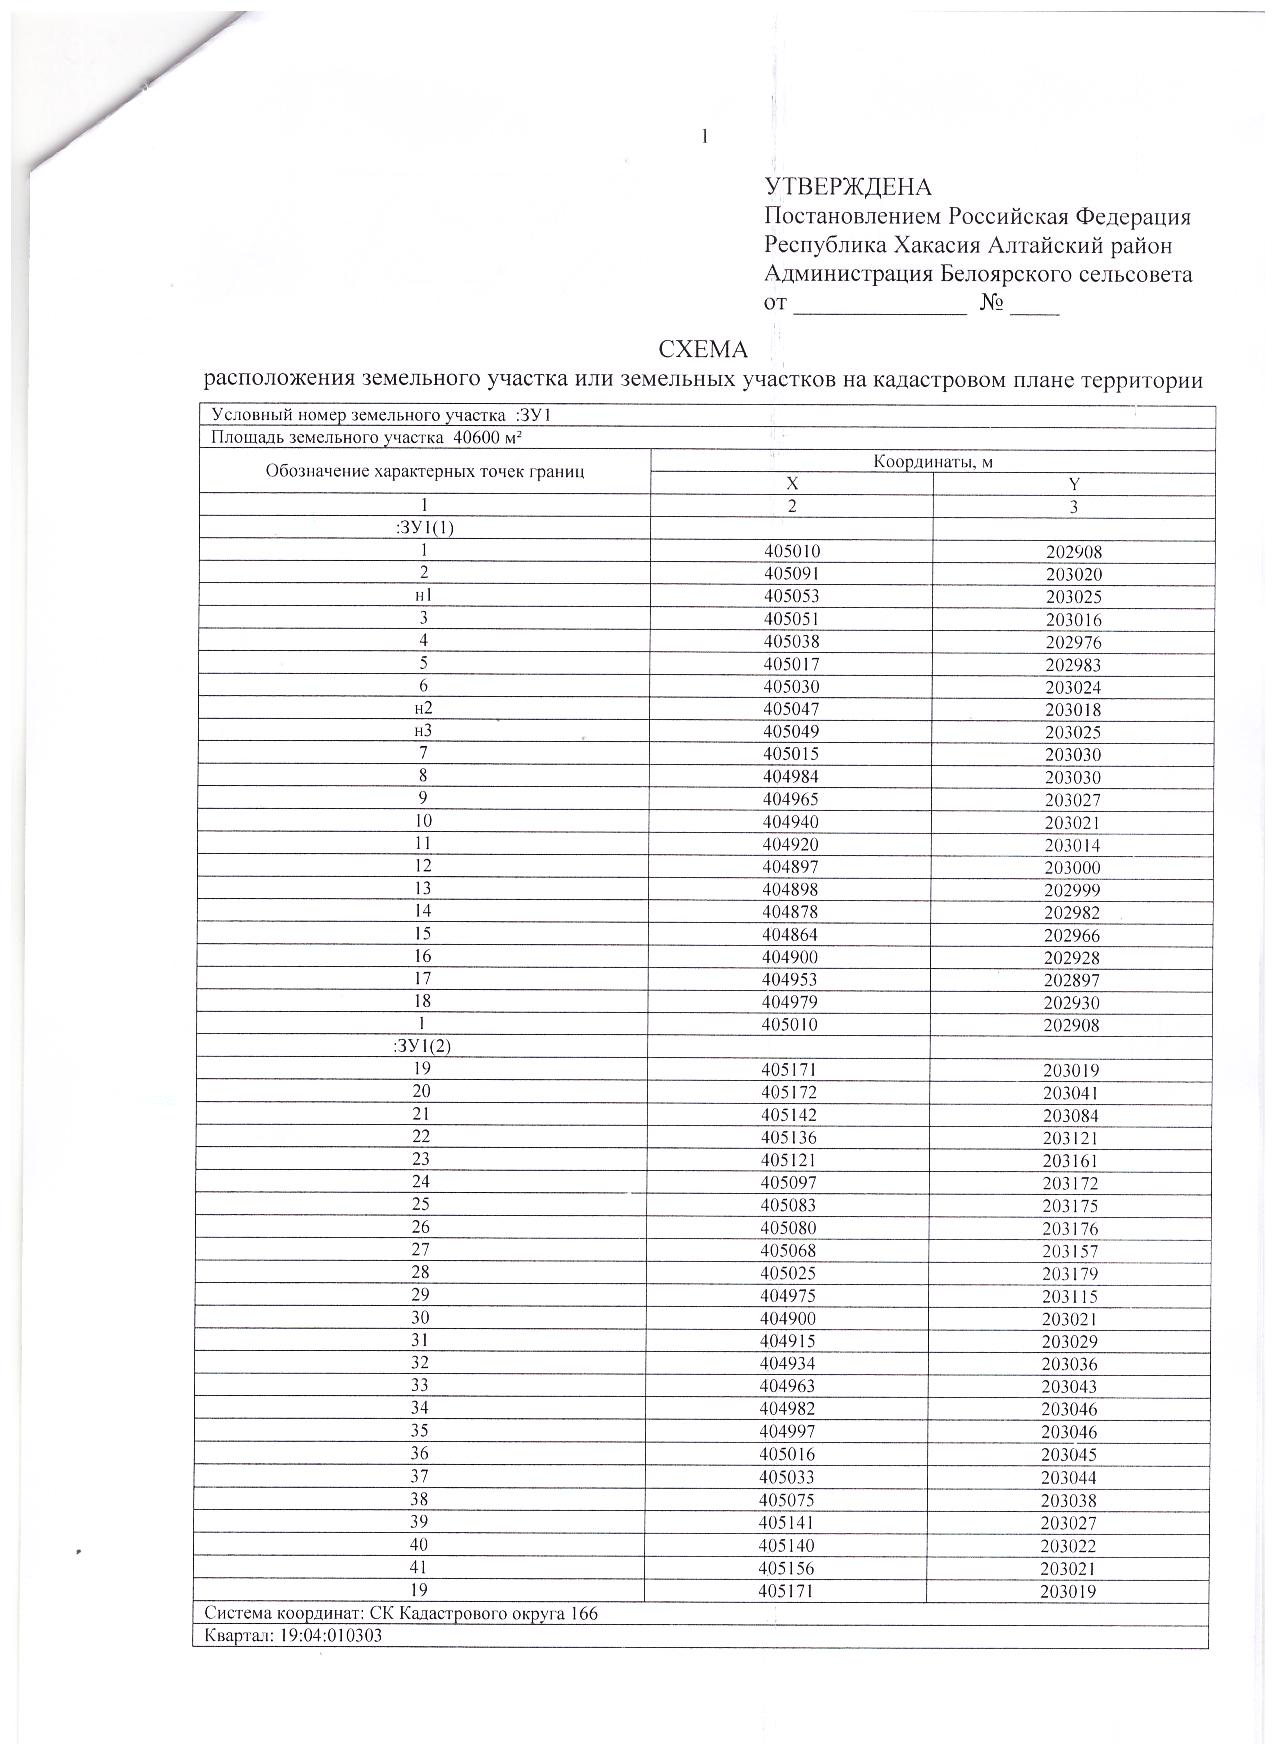 1
УТВЕРЖДЕНА
Постановлением Российская Федерация
Республика Хакасия Алтайский район
Администрация Белоярского сельсовета
от ______________ № ____
СХЕМА
расположения земельного участка или земельных участков на кадастровом плане территории
Условный номер земельного участка :ЗУ1
Площадь земельного участка 40600 м²
Обозначение характерных точек границ Координаты, м
X Y
1 2 3
:ЗУ1(1)
1 405010 202908
2 405091 203020
н1 405053 203025
3 405051 203016
4 405038 202976
5 405017 202983
6 405030 203024
н2 405047 203018
н3 405049 203025
7 405015 203030
8 404984 203030
9 404965 203027
10 404940 203021
11 404920 203014
12 404897 203000
13 404898 202999
14 404878 202982
15 404864 202966
16 404900 202928
17 404953 202897
18 404979 202930
1 405010 202908
:ЗУ1(2)
19 405171 203019
20 405172 203041
21 405142 203084
22 405136 203121
23 405121 203161
24 405097 203172
25 405083 203175
26 405080 203176
27 405068 203157
28 405025 203179
29 404975 203115
30 404900 203021
31 404915 203029
32 404934 203036
33 404963 203043
34 404982 203046
35 404997 203046
36 405016 203045
37 405033 203044
38 405075 203038
39 405141 203027
40 405140 203022
41 405156 203021
19 405171 203019
Система координат: СК Кадастрового округа 166
Квартал: 19:04:010303